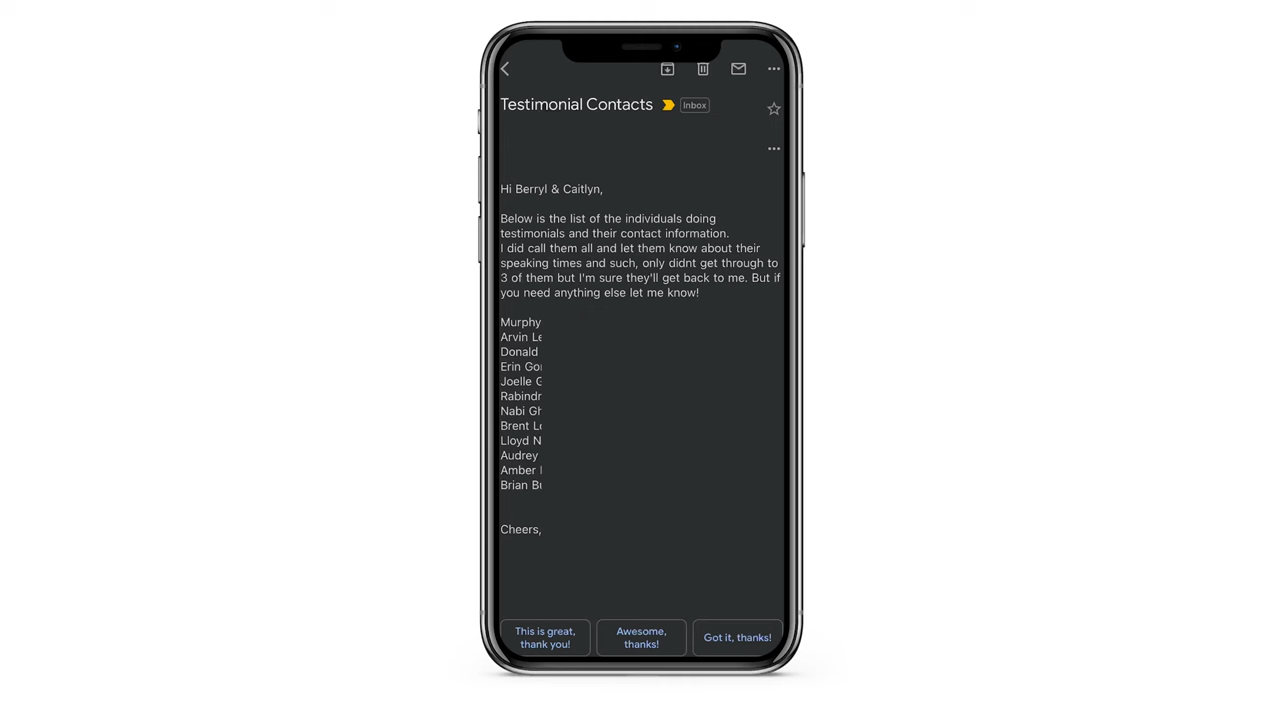 Testimonial Contacts Inbox
Hi Berryl & Caitlyn,
Below is the list of the individuals doing
testimonials and their contact information.
I did call them all and let them know about their
speaking times and such, only didnt get through to
3 of them but I'm sure they'll get back to me. But if
you need anything else let me know!
Murphy
Arvin
Donald
Erin
Joelle
Nabi
Brent
Lloyd
Audrey
Amber
Brian
Cheers,
This is great,
thank you!
Awesome,
thanks!
Got it, thanks!